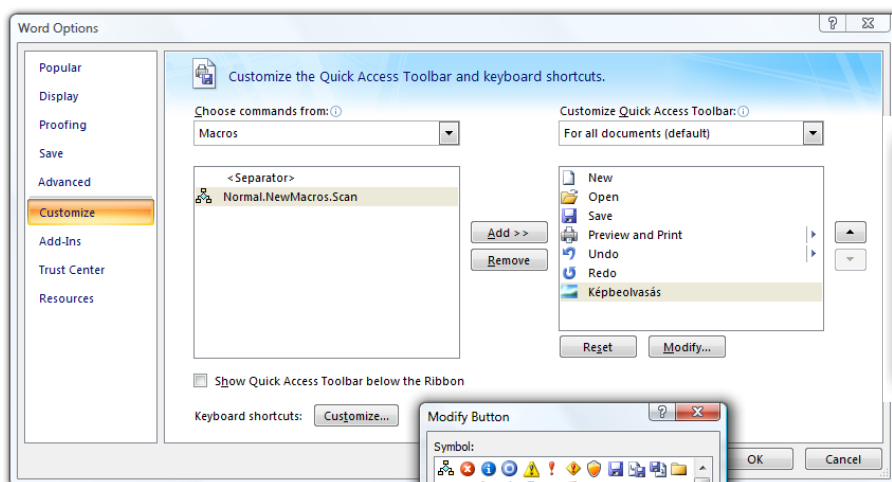 Word Options
Popular
Display
Proofing
Save
Advanced
Customize
Add-Ins
Trust Center
Resources
Customize the Quick Access Toolbar and keyboard shortcuts.
Choose commands from:
Macros
<Separator>
Normal.NewMacros.Scan
Add >>
Remove
Customize Quick Access Toolbar:
For all documents (default)
New
Open
Save
Preview and Print
Undo
Redo
Képbeolvasás
Reset
Modify...
Show Quick Access Toolbar below the Ribbon
Keyboard shortcuts:
Customize...
Modify Button
Symbol:
OK
Cancel